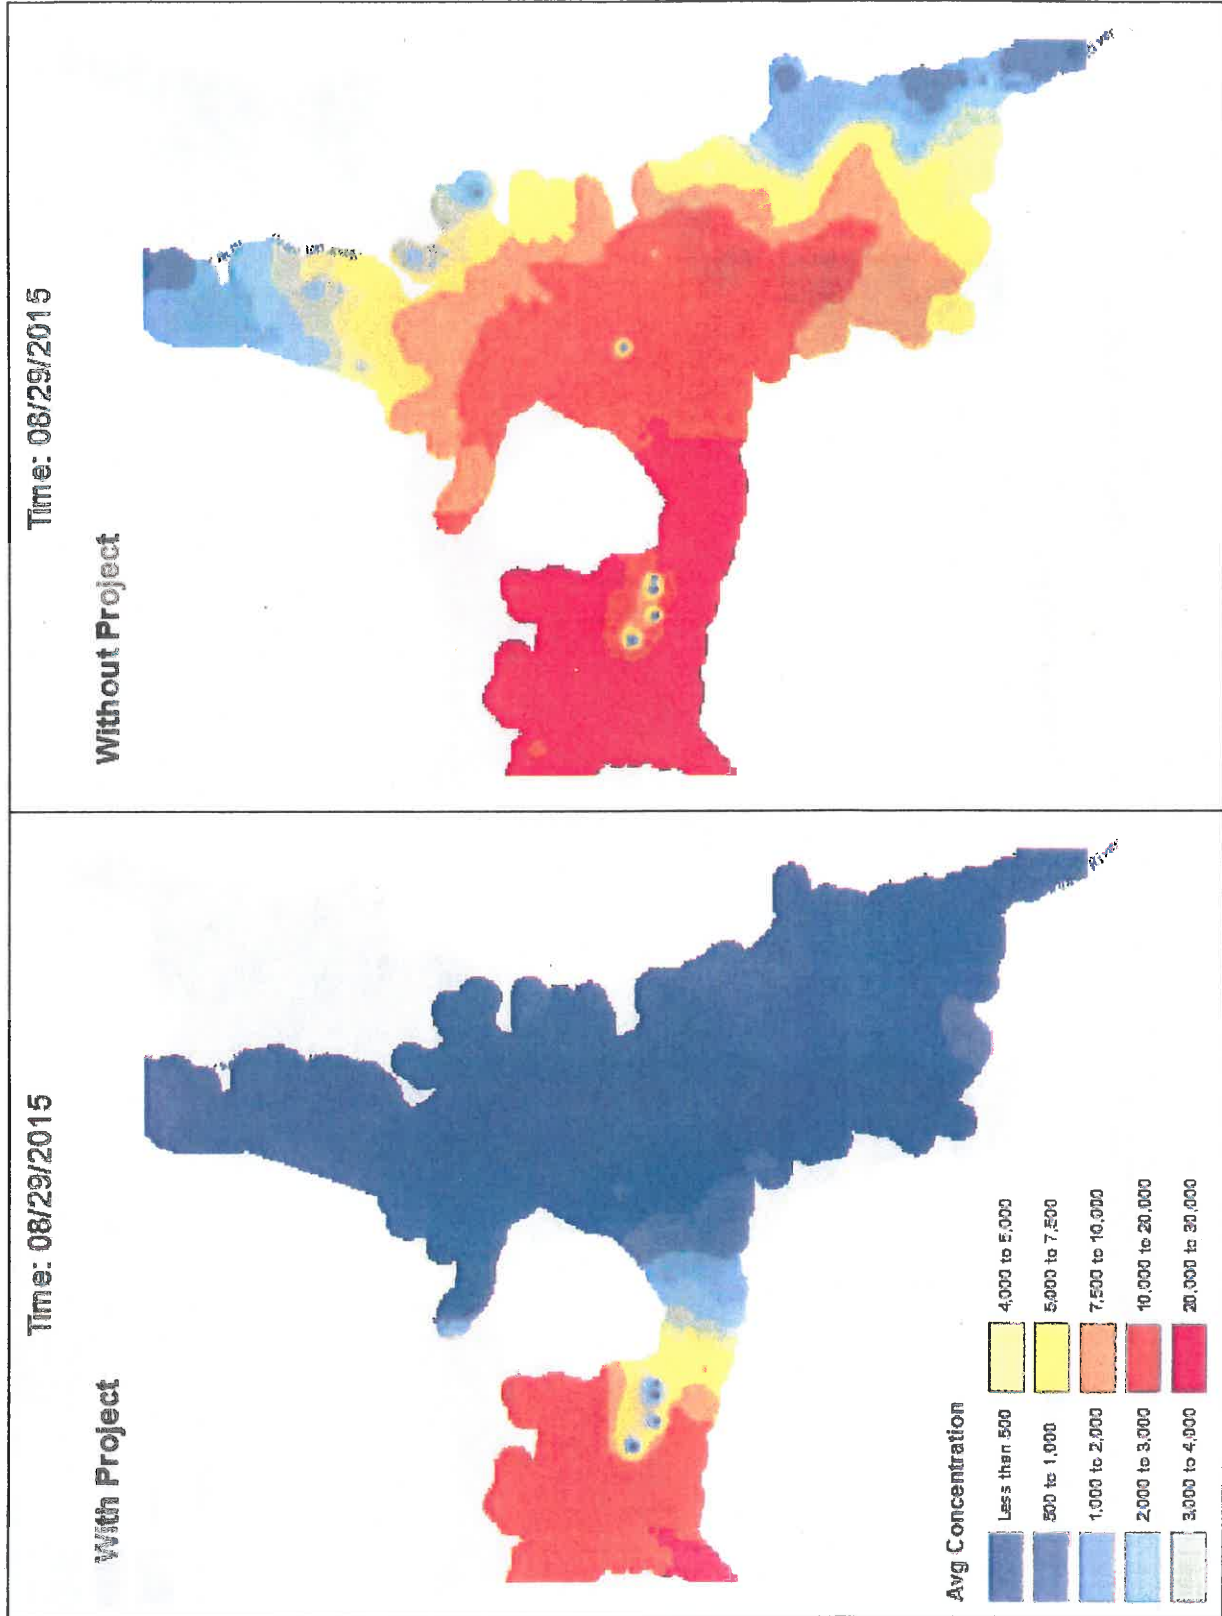 Time: 08/29/2015
With Project
River
Avg Concentration
Less than 500
500 to 1,000
1,000 to 2,000
2,000 to 3,000
3,000 to 4,000
4,000 to 5,000
5,000 to 7,500
7,500 to 10,000
10,000 to 20,000
20,000 to 30,000
Time: 08/29/2015
Without Project
River